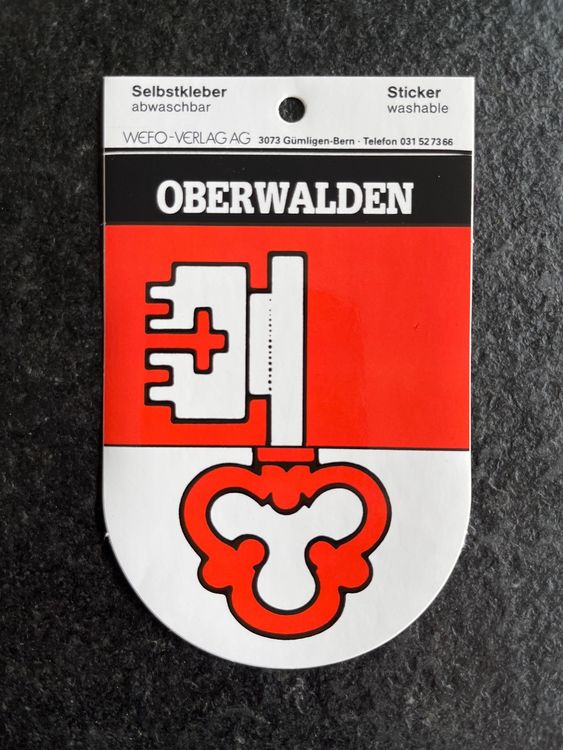 Selbstkleber Sticker
abwaschbar washable
WEFO-VERLAG AG 3073 Gümligen-Bern · Telefon 031 52 73 66
OBERWALDEN